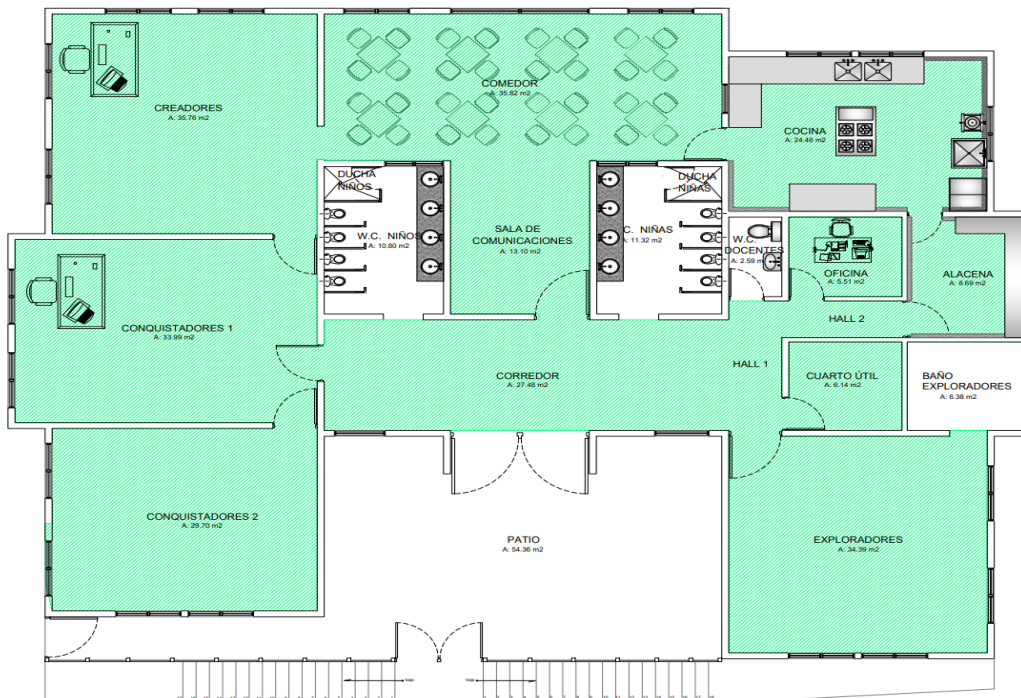 CREADORES
A: 35.76 m2
COMEDOR
A: 35.82 m2
COCINA
A: 24.46 m2
DUCHA
NIÑOS
DUCHA
NIÑAS
W.C. NIÑOS
A: 10.80 m2
SALA DE
COMUNICACIONES
A: 13.10 m2
C. NIÑAS
A: 11.32 m2
W.C.
DOCENTES
A: 2.59 m
OFICINA
A: 5.51 m2
ALACENA
A: 8.69 m2
CONQUISTADORES 1
A: 33.99 m2
HALL 2
HALL 1
CORREDOR
A: 27.48 m2
CUARTO ÚTIL
A: 6.14 m2
BAÑO
EXPLORADORES
A: 6.38 m2
CONQUISTADORES 2
A: 29.70 m2
PATIO
A: 54.36 m2
EXPLORADORES
A: 34.39 m2